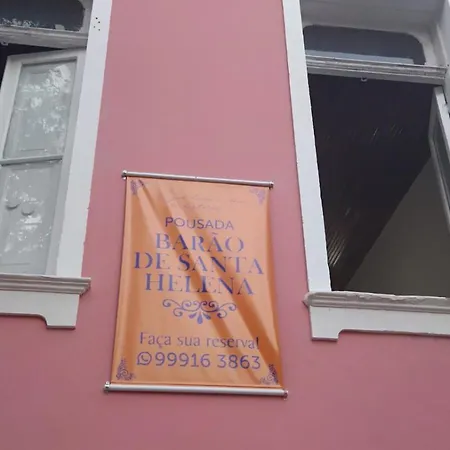 POUSADA
BARÃO
DE SANTA
HELENA
Faça sua reserva!
99916 3863